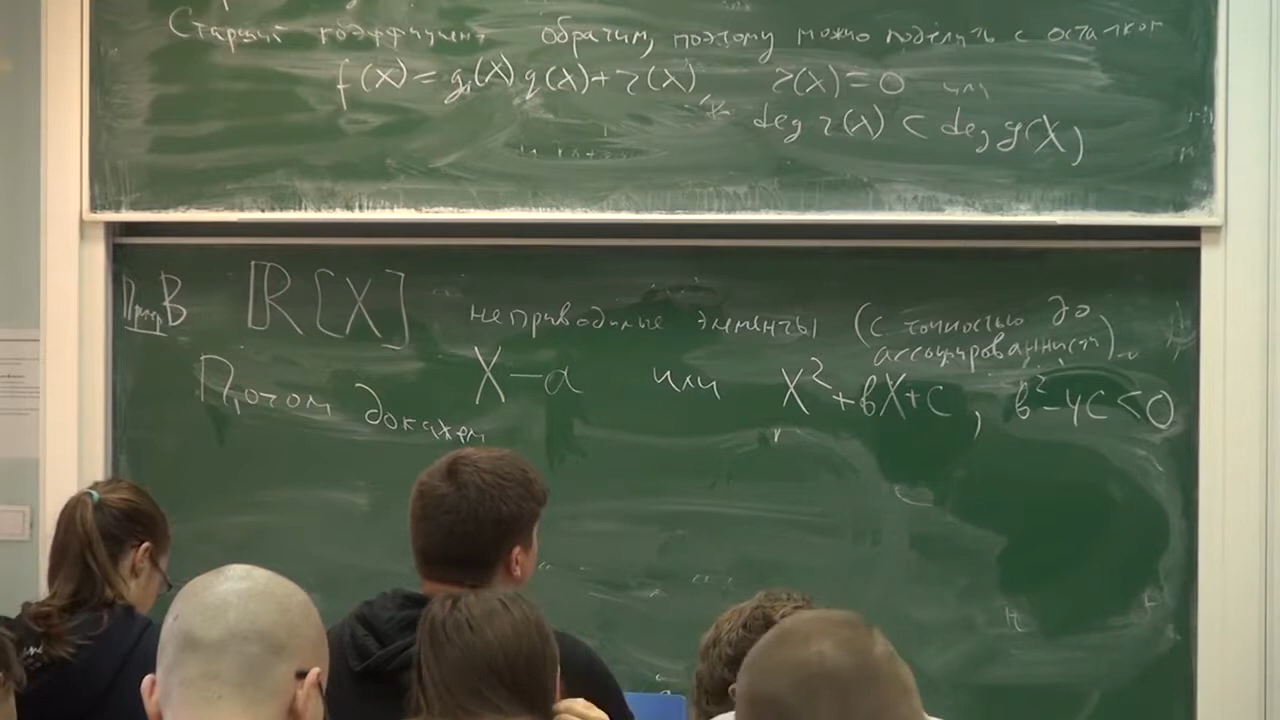 Старший коэффициент обратим, поэтому можно поделить с остатком
f(X) = g(X) q(X) + r(X), r(X) = 0 или
deg r(X) < deg g(X)
Пример В ℝ[X] неприводимые элементы (с точностью до
ассоциированности)
X − a или X² + bX + c, b² − 4c < 0
Потом докажем